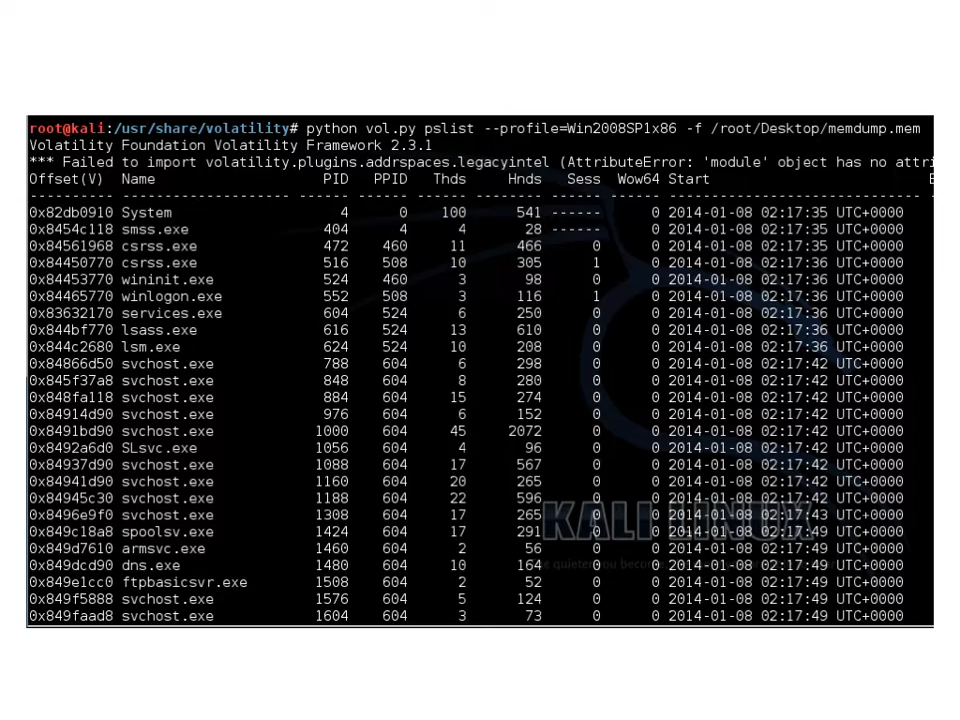 root@kali:/usr/share/volatility# python vol.py pslist --profile=Win2008SP1x86 -f /root/Desktop/memdump.mem
Volatility Foundation Volatility Framework 2.3.1
*** Failed to import volatility.plugins.addrspaces.legacyintel (AttributeError: 'module' object has no attri
Offset(V) Name PID PPID Thds Hnds Sess Wow64 Start E
---------- -------------------- ------ ------ ------ -------- ------ ------ ------------------------------ -
0x82db0910 System 4 0 100 541 ------ 0 2014-01-08 02:17:35 UTC+0000
0x8454c118 smss.exe 404 4 4 28 ------ 0 2014-01-08 02:17:35 UTC+0000
0x84561968 csrss.exe 472 460 11 466 0 0 2014-01-08 02:17:35 UTC+0000
0x84450770 csrss.exe 516 508 10 305 1 0 2014-01-08 02:17:36 UTC+0000
0x84453770 wininit.exe 524 460 3 98 0 0 2014-01-08 02:17:36 UTC+0000
0x84465770 winlogon.exe 552 508 3 116 1 0 2014-01-08 02:17:36 UTC+0000
0x83632170 services.exe 604 524 6 250 0 0 2014-01-08 02:17:36 UTC+0000
0x844bf770 lsass.exe 616 524 13 610 0 0 2014-01-08 02:17:36 UTC+0000
0x844c2680 lsm.exe 624 524 10 208 0 0 2014-01-08 02:17:36 UTC+0000
0x84866d50 svchost.exe 788 604 6 298 0 0 2014-01-08 02:17:42 UTC+0000
0x845f37a8 svchost.exe 848 604 8 280 0 0 2014-01-08 02:17:42 UTC+0000
0x848fa118 svchost.exe 884 604 15 274 0 0 2014-01-08 02:17:42 UTC+0000
0x84914d90 svchost.exe 976 604 6 152 0 0 2014-01-08 02:17:42 UTC+0000
0x8491bd90 svchost.exe 1000 604 45 2072 0 0 2014-01-08 02:17:42 UTC+0000
0x8492a6d0 SLsvc.exe 1056 604 4 96 0 0 2014-01-08 02:17:42 UTC+0000
0x84937d90 svchost.exe 1088 604 17 567 0 0 2014-01-08 02:17:42 UTC+0000
0x84941d90 svchost.exe 1160 604 20 265 0 0 2014-01-08 02:17:42 UTC+0000
0x84945c30 svchost.exe 1188 604 22 596 0 0 2014-01-08 02:17:42 UTC+0000
0x8496e9f0 svchost.exe 1308 604 17 265 0 0 2014-01-08 02:17:43 UTC+0000
0x849c18a8 spoolsv.exe 1424 604 17 291 0 0 2014-01-08 02:17:49 UTC+0000
0x849d7610 armsvc.exe 1460 604 2 56 0 0 2014-01-08 02:17:49 UTC+0000
0x849dcd90 dns.exe 1480 604 10 164 0 0 2014-01-08 02:17:49 UTC+0000
0x849e1cc0 ftpbasicsvr.exe 1508 604 2 52 0 0 2014-01-08 02:17:49 UTC+0000
0x849f5888 svchost.exe 1576 604 5 124 0 0 2014-01-08 02:17:49 UTC+0000
0x849faad8 svchost.exe 1604 604 3 73 0 0 2014-01-08 02:17:49 UTC+0000
KALI LINUX
quieter you become